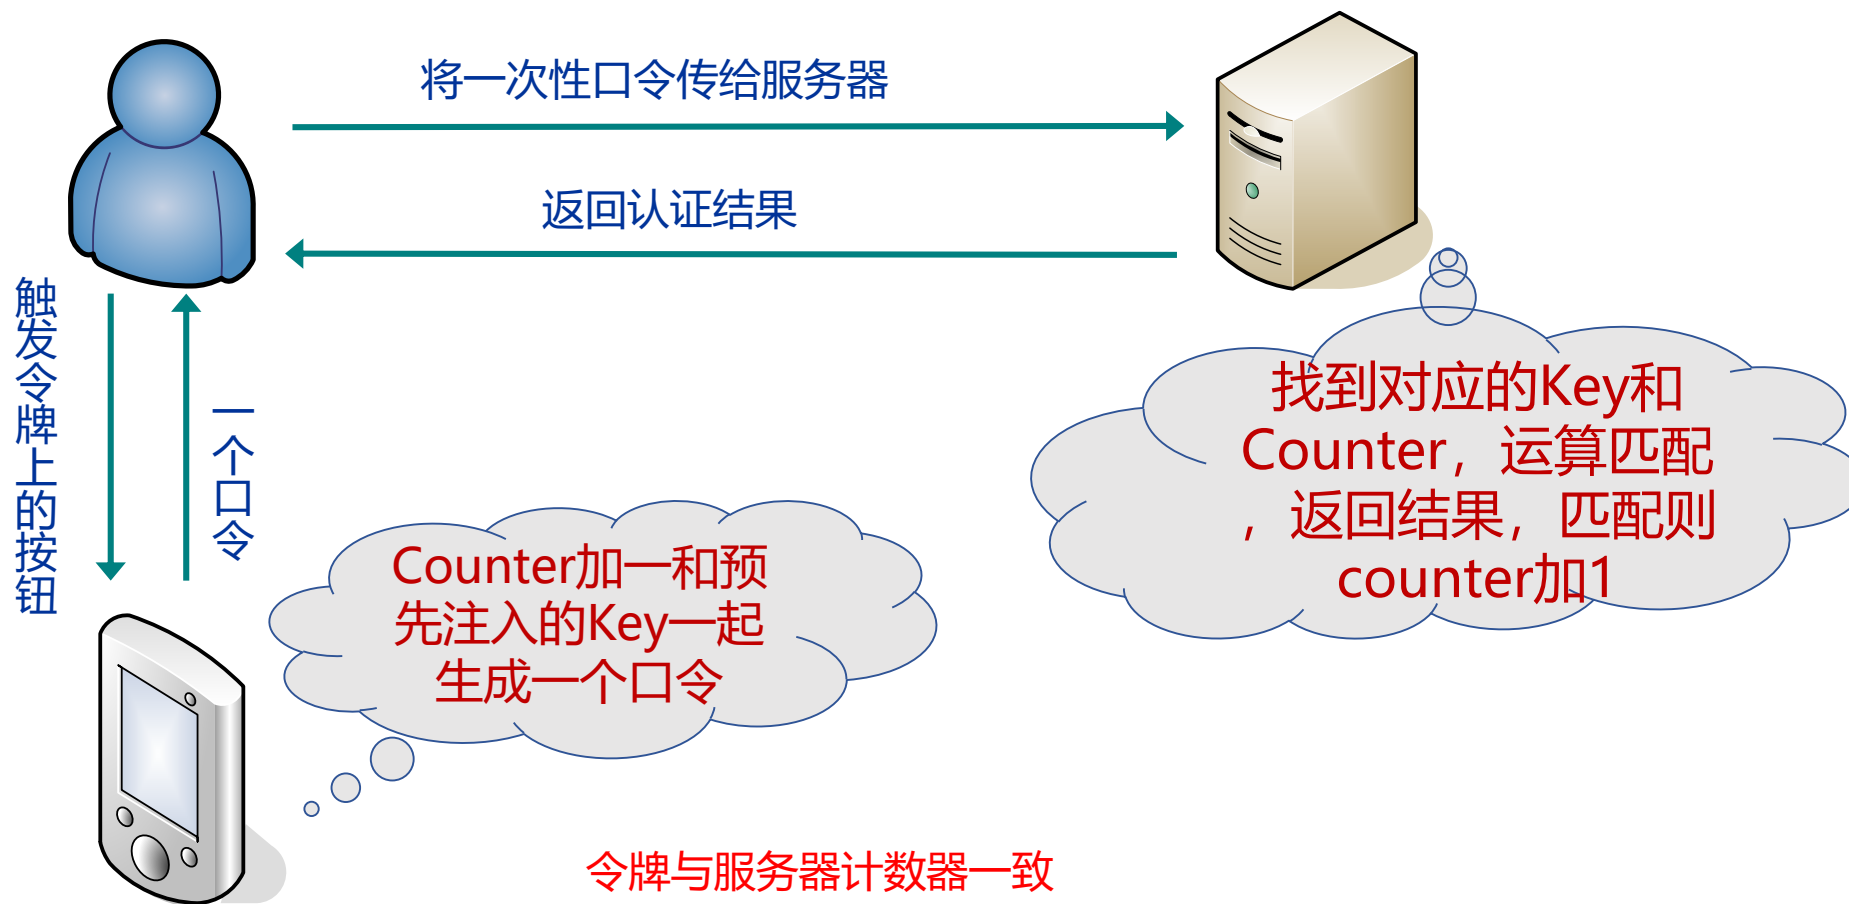 将一次性口令传给服务器
返回认证结果
触发令牌上的按钮
一个口令
找到对应的Key和
Counter，运算匹配
，返回结果，匹配则
counter加1
Counter加一和预
先注入的Key一起
生成一个口令
令牌与服务器计数器一致